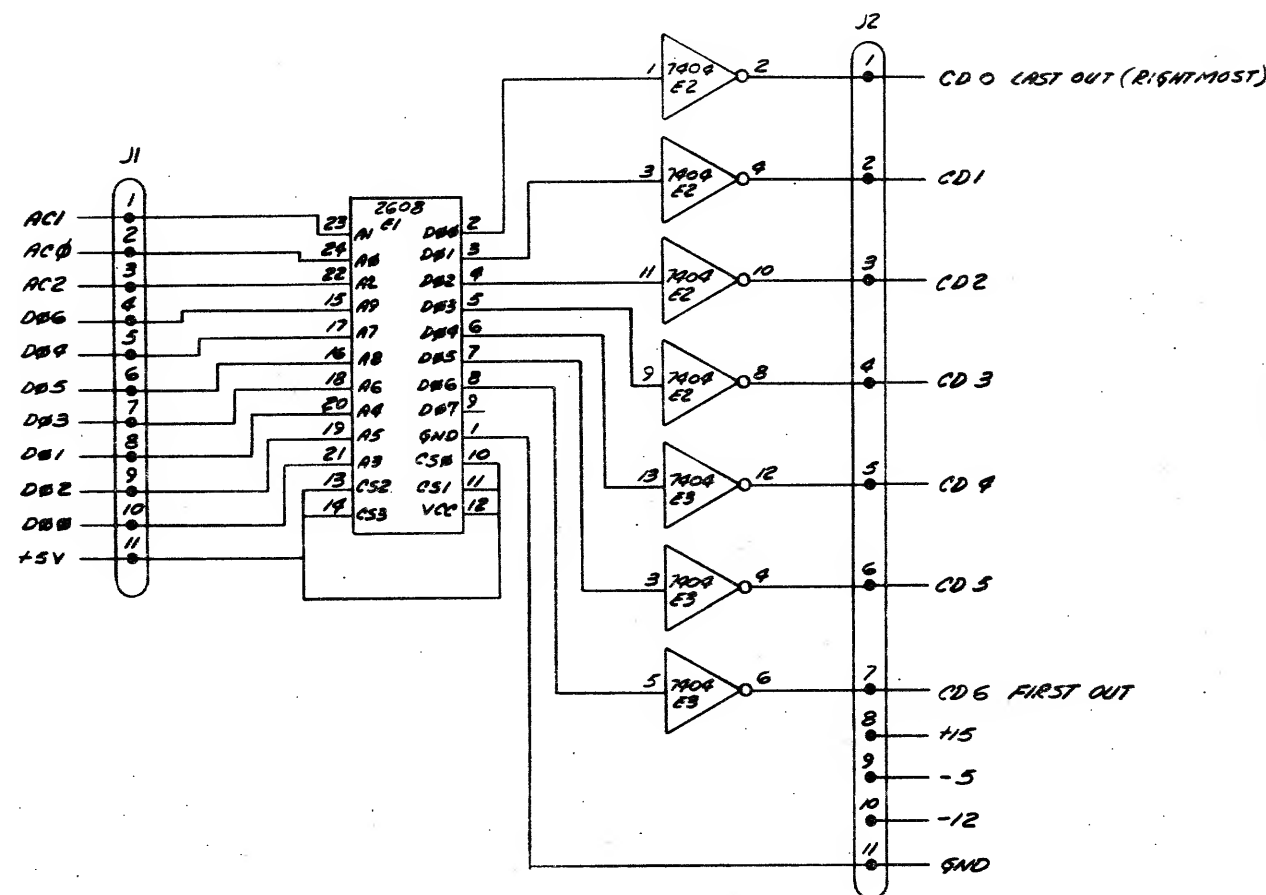 J2
J1
1 7404 E2 2 1 CD 0 LAST OUT (RIGHTMOST)
3 7404 E2 4 2 CD1
11 7404 E2 10 3 CD2
9 7404 E2 8 4 CD 3
13 7404 E3 12 5 CD 4
3 7404 E3 4 6 CD 5
5 7404 E3 6 7 CD 6 FIRST OUT
8 +15
9 -5
10 -12
11 GND
AC1 1
ACØ 2
AC2 3
DØ6 4
DØ4 5
DØ5 6
DØ3 7
DØ1 8
DØ2 9
DØØ 10
+5V 11
2608
E1
23 A1 DØØ 2
24 AØ DØ1 3
22 A2 DØ2 4
15 A9 DØ3 5
17 A7 DØ4 6
16 A8 DØ5 7
18 A6 DØ6 8
20 A4 DØ7 9
19 A5 GND 1
21 A3 CSØ 10
13 CS2 CS1 11
14 CS3 VCC 12